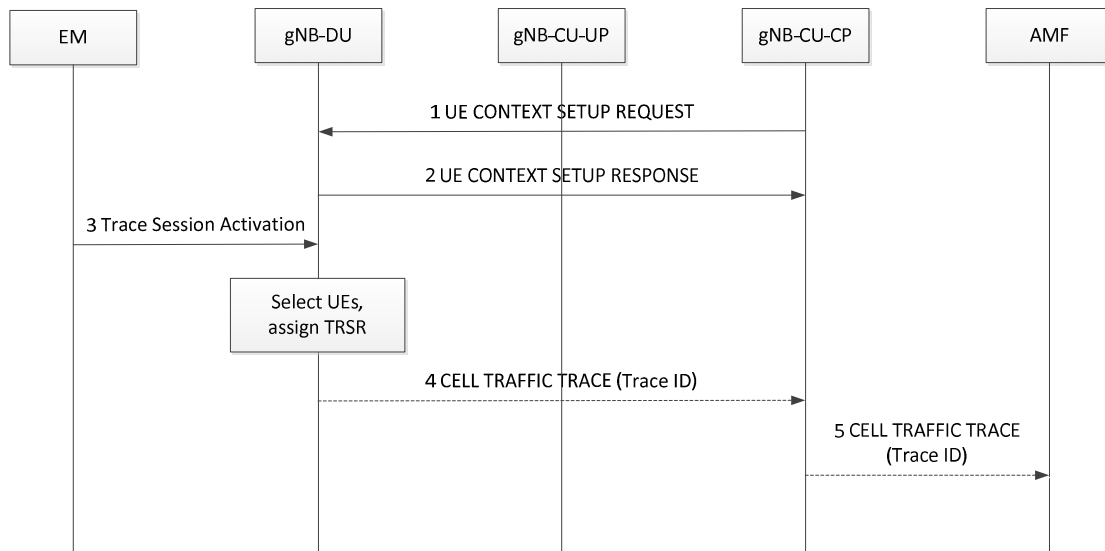 EM
gNB-DU
gNB-CU-UP
gNB-CU-CP
AMF
1 UE CONTEXT SETUP REQUEST
2 UE CONTEXT SETUP RESPONSE
3 Trace Session Activation
Select UEs,
assign TRSR
4 CELL TRAFFIC TRACE (Trace ID)
5 CELL TRAFFIC TRACE
(Trace ID)